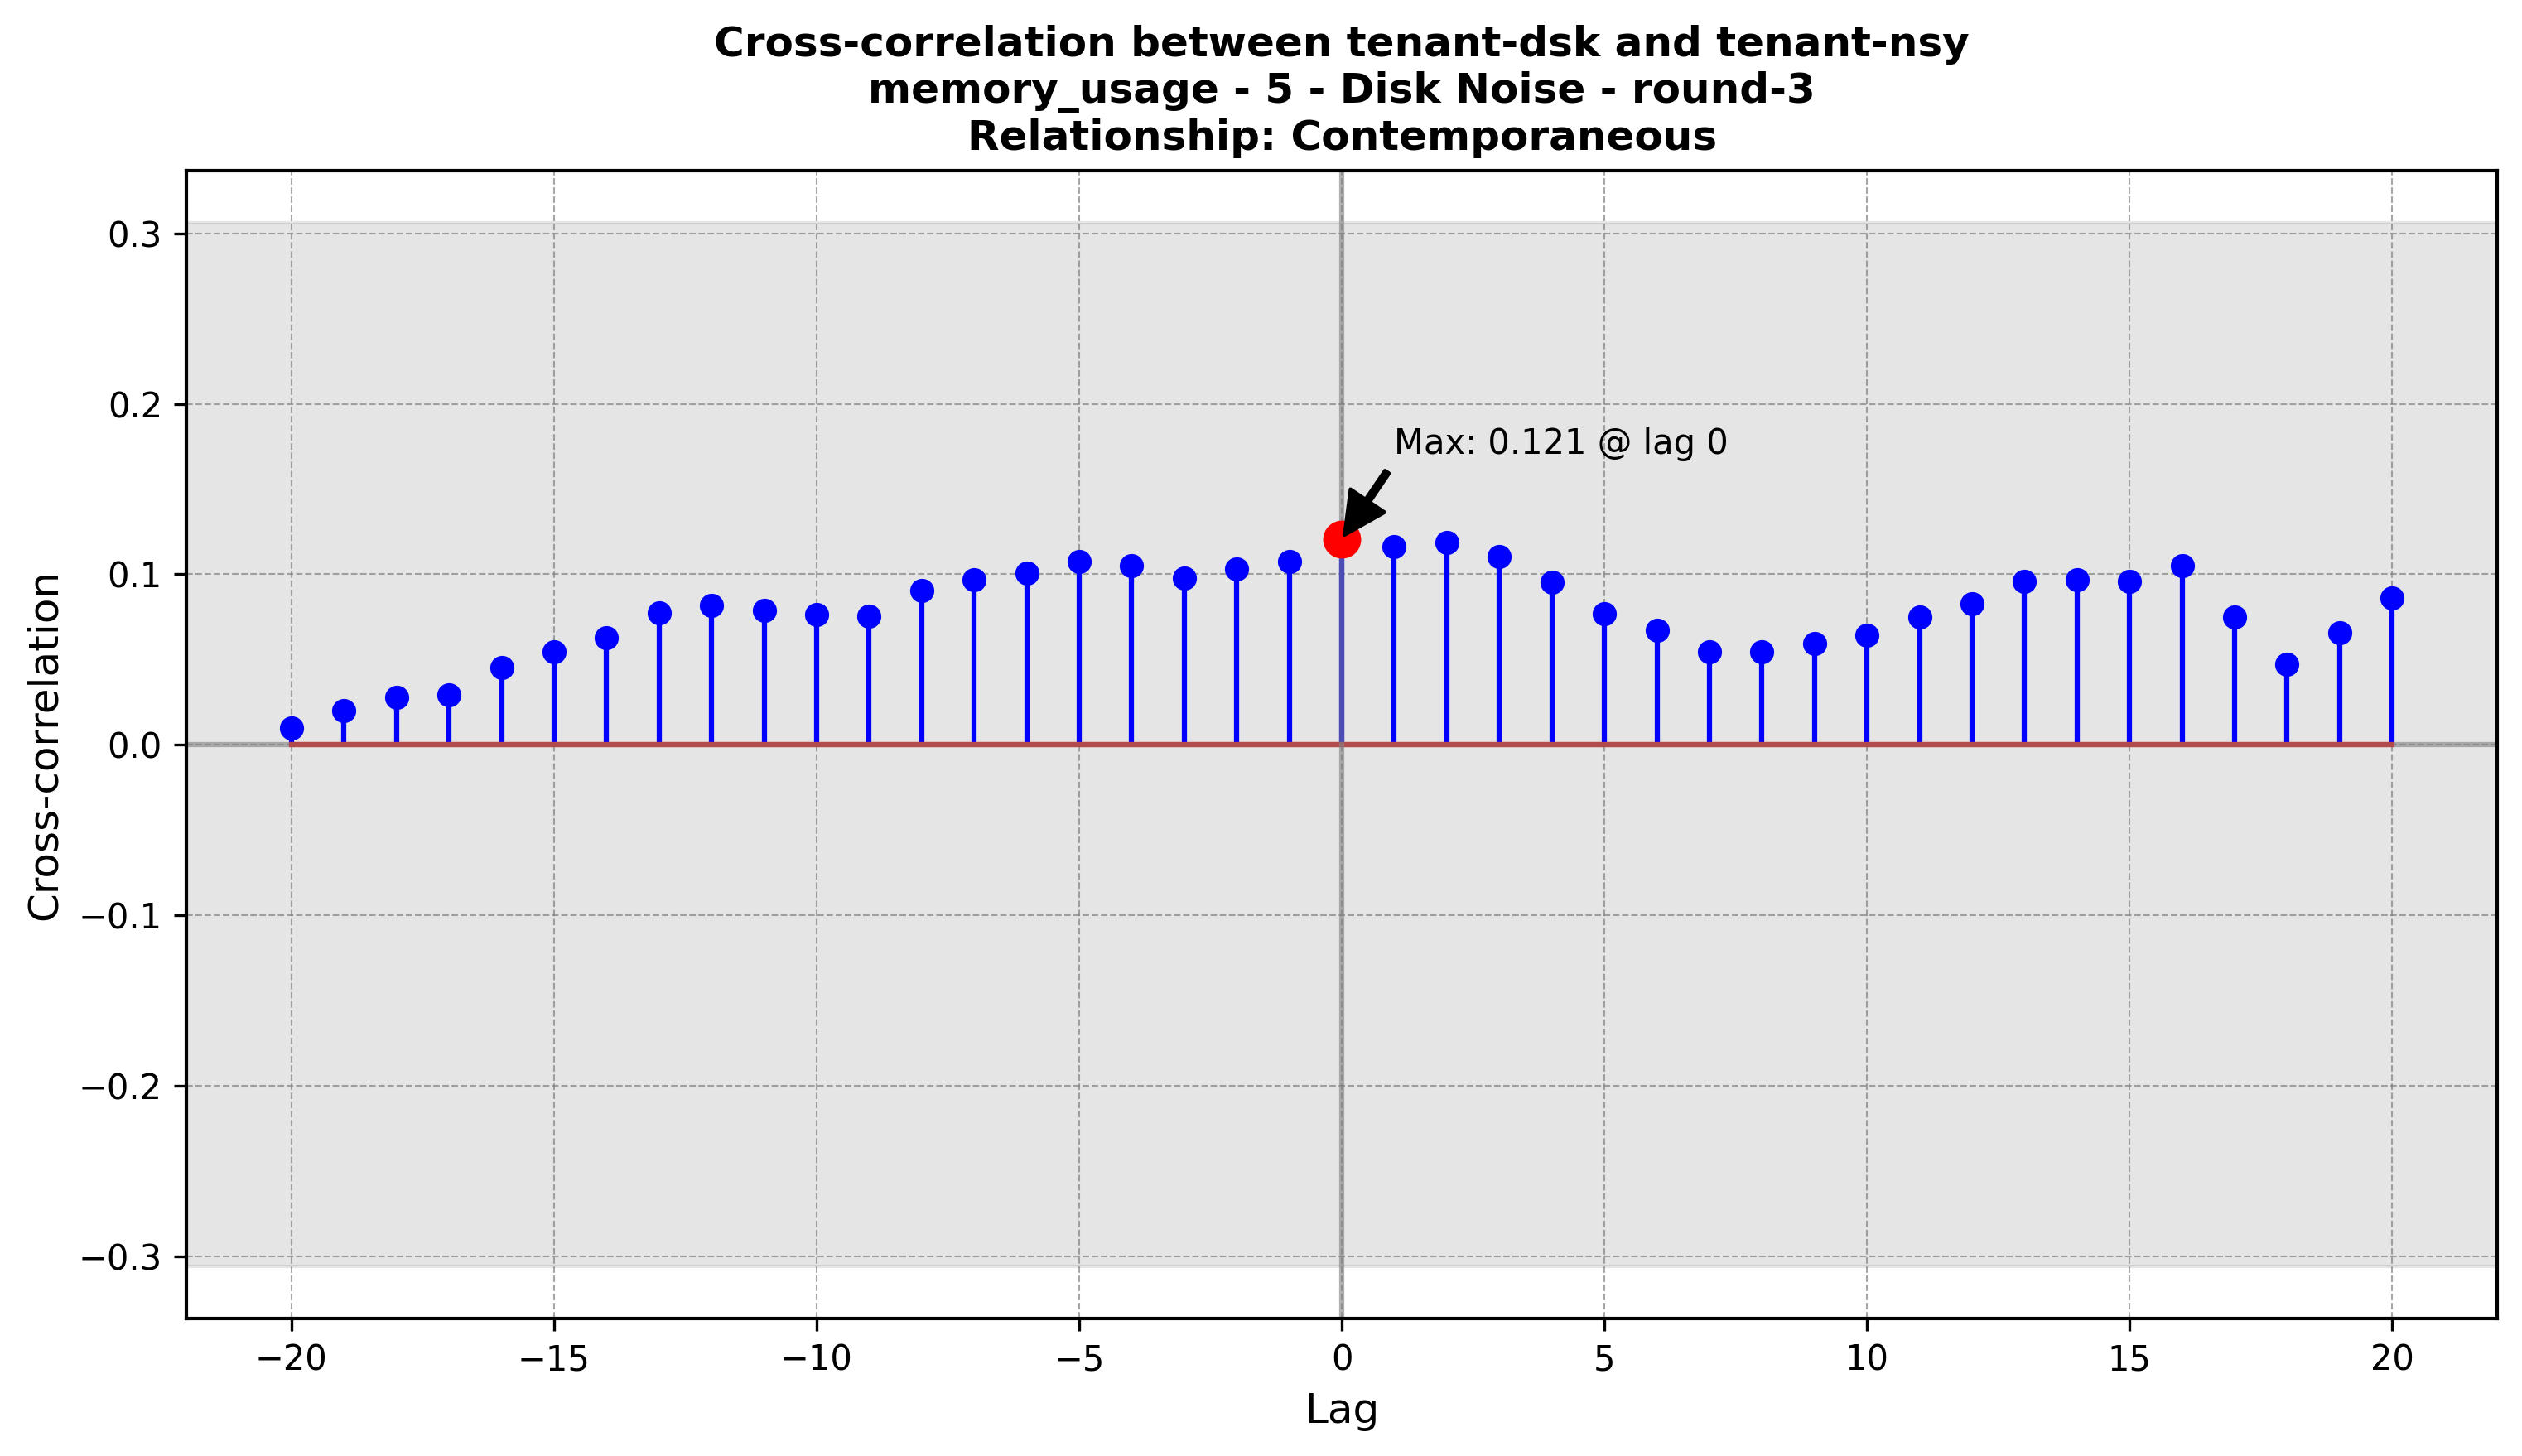 Cross-correlation between tenant-dsk and tenant-nsy
memory_usage - 5 - Disk Noise - round-3
Relationship: Contemporaneous
Cross-correlation
0.3
0.2
0.1
0.0
−0.1
−0.2
−0.3
Max: 0.121 @ lag 0
−20 −15 −10 −5 0 5 10 15 20
Lag